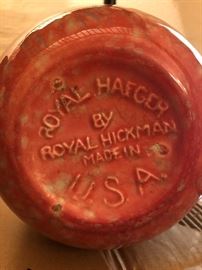 ROYAL HAEGER
BY
ROYAL HICKMAN
MADE IN
U.S.A.